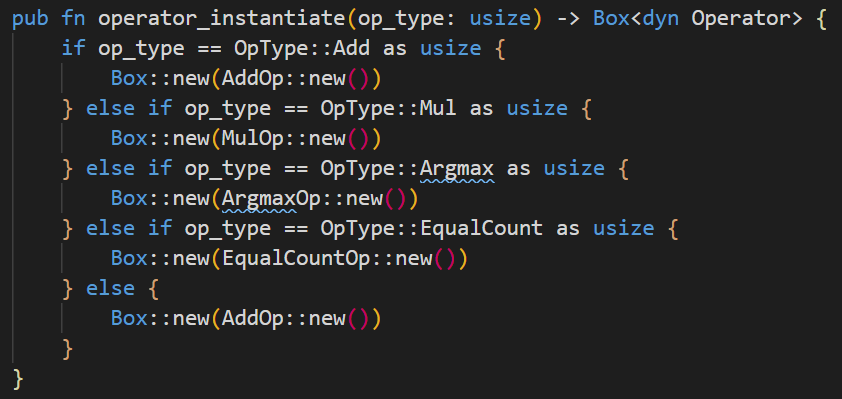 pub fn operator_instantiate(op_type: usize) -> Box<dyn Operator> {
    if op_type == OpType::Add as usize {
        Box::new(AddOp::new())
    } else if op_type == OpType::Mul as usize {
        Box::new(MulOp::new())
    } else if op_type == OpType::Argmax as usize {
        Box::new(ArgmaxOp::new())
    } else if op_type == OpType::EqualCount as usize {
        Box::new(EqualCountOp::new())
    } else {
        Box::new(AddOp::new())
    }
}